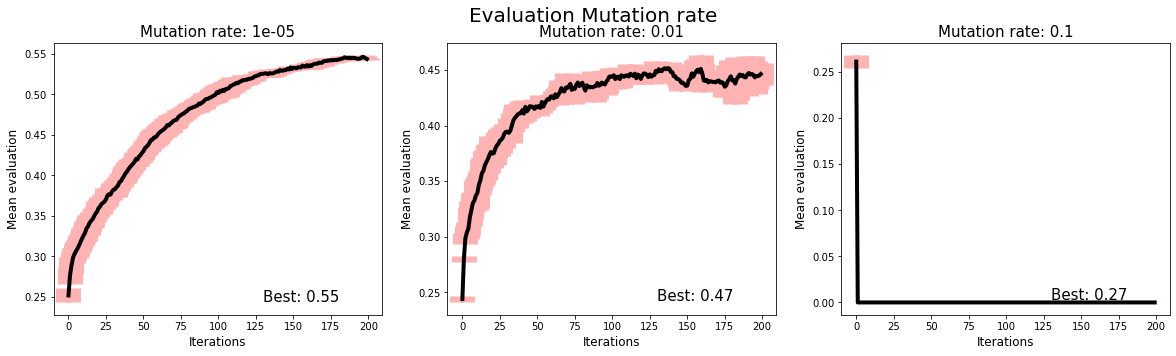 Evaluation Mutation rate
Mutation rate: 1e-05
Mean evaluation
0.55
0.50
0.45
0.40
0.35
0.30
0.25
Best: 0.55
0 25 50 75 100 125 150 175 200
Iterations
Mutation rate: 0.01
Mean evaluation
0.45
0.40
0.35
0.30
0.25
Best: 0.47
0 25 50 75 100 125 150 175 200
Iterations
Mutation rate: 0.1
Mean evaluation
0.25
0.20
0.15
0.10
0.05
0.00
Best: 0.27
0 25 50 75 100 125 150 175 200
Iterations